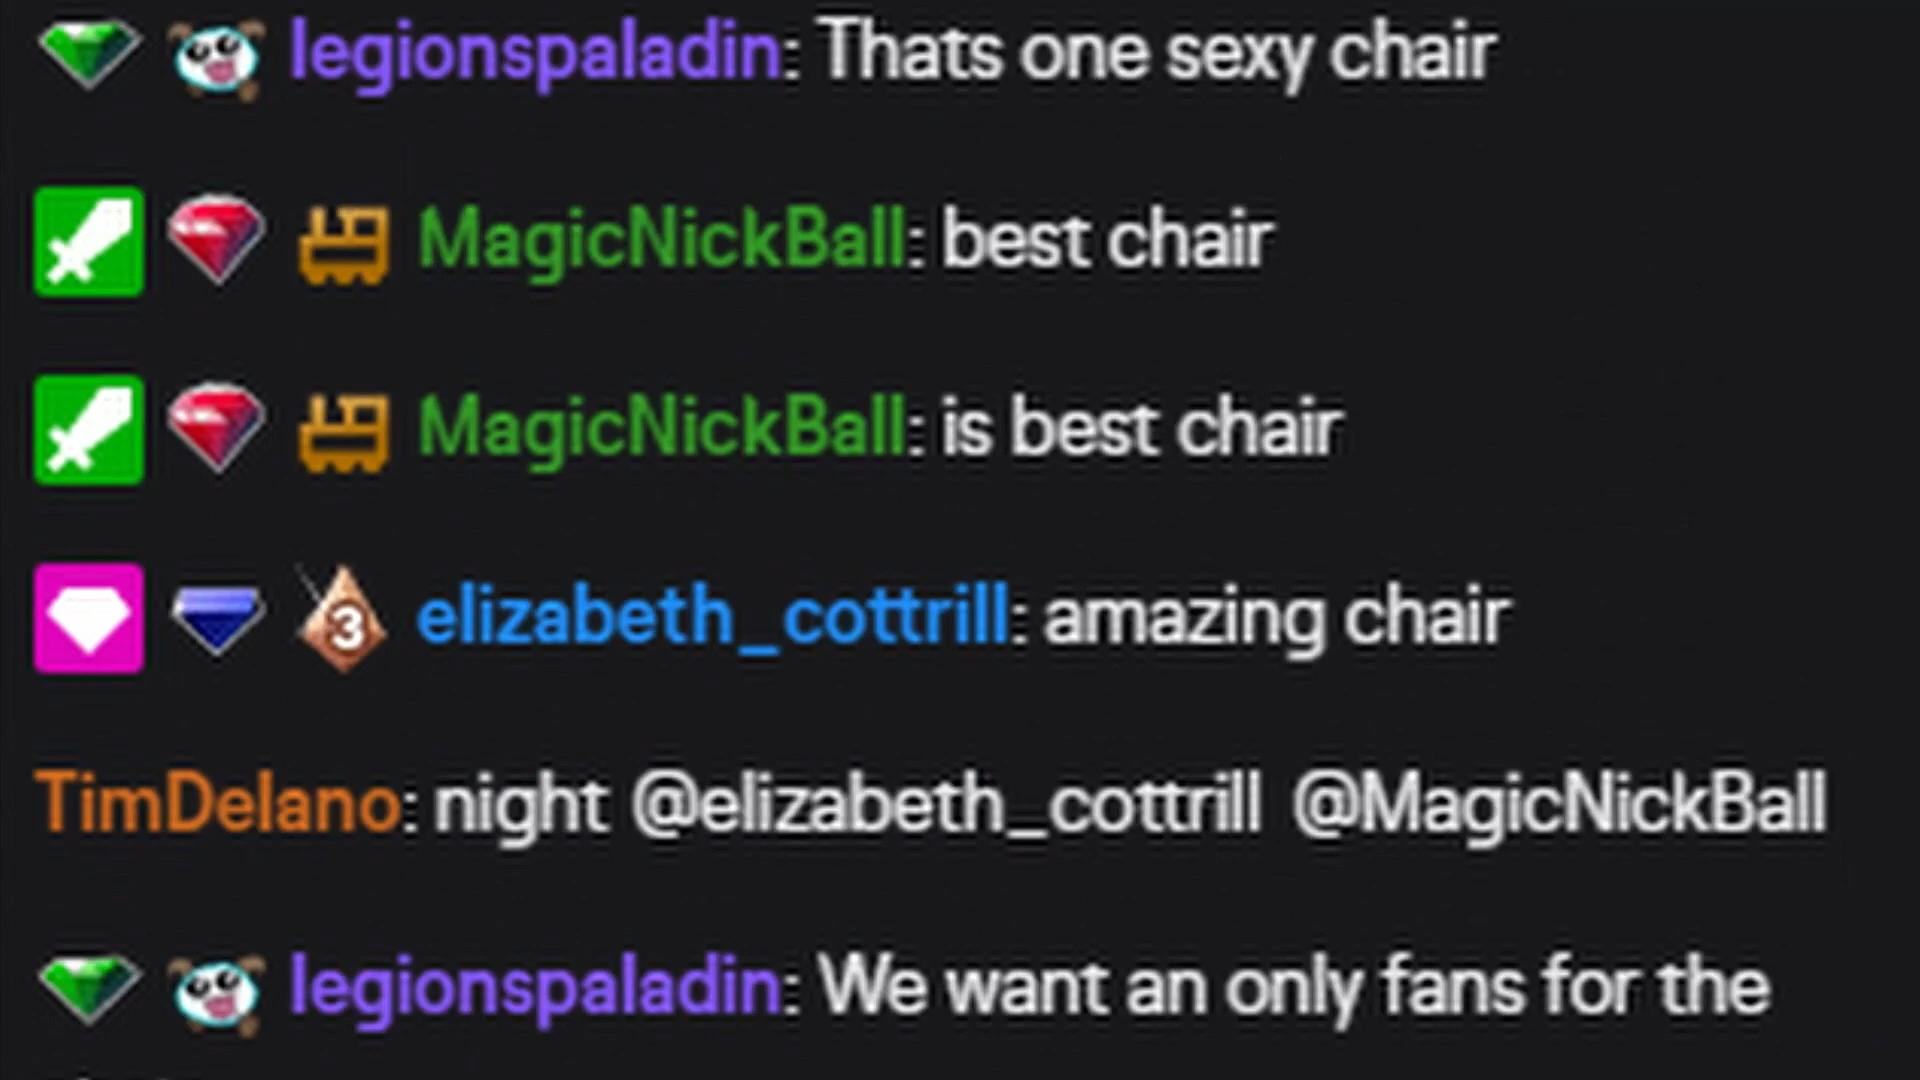 legionspaladin: Thats one sexy chair
MagicNickBall: best chair
MagicNickBall: is best chair
3 elizabeth_cottrill: amazing chair
TimDelano: night @elizabeth_cottrill @MagicNickBall
legionspaladin: We want an only fans for the